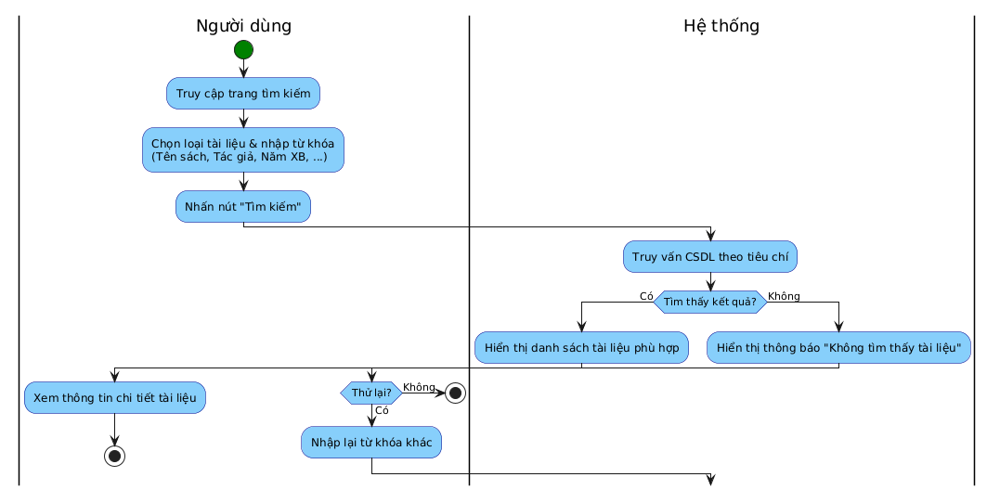 Người dùng
Hệ thống
Truy cập trang tìm kiếm
Chọn loại tài liệu & nhập từ khóa
(Tên sách, Tác giả, Năm XB, ...)
Nhấn nút "Tìm kiếm"
Truy vấn CSDL theo tiêu chí
Có
Tìm thấy kết quả?
Không
Hiển thị danh sách tài liệu phù hợp
Hiển thị thông báo "Không tìm thấy tài liệu"
Xem thông tin chi tiết tài liệu
Thử lại?
Không
Có
Nhập lại từ khóa khác